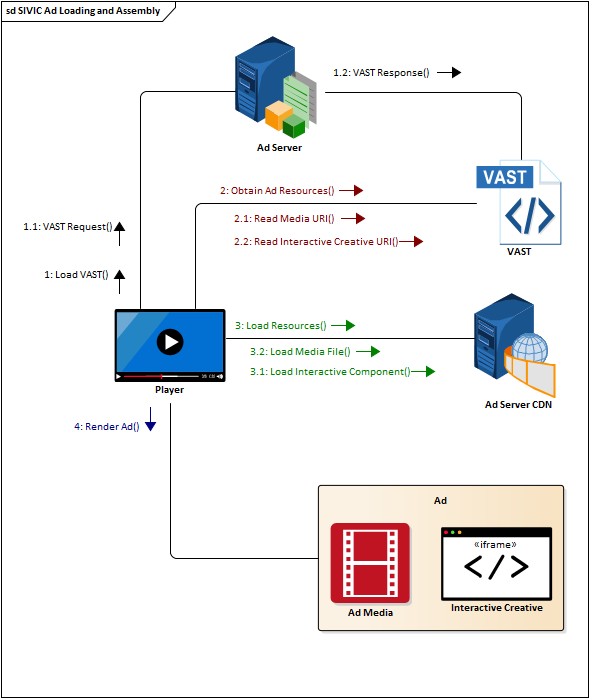 sd SIVIC Ad Loading and Assembly
1.2: VAST Response()
Ad Server
VAST
2: Obtain Ad Resources()
2.1: Read Media URI()
1.1: VAST Request()
2.2: Read Interactive Creative URI()
VAST
1: Load VAST()
3: Load Resources()
3.2: Load Media File()
3.1: Load Interactive Component()
Player
Ad Server CDN
4: Render Ad()
Ad
«iframe»
</>
Interactive Creative
Ad Media